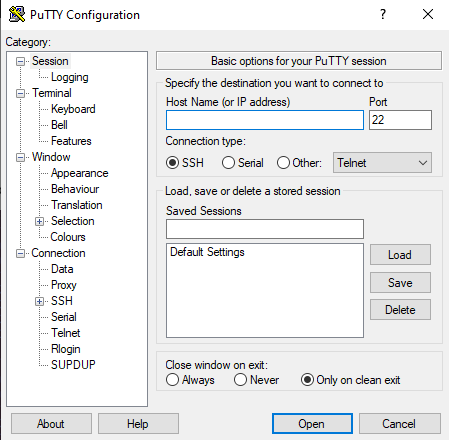 PuTTY Configuration
?
Category:
Session
Logging
Terminal
Keyboard
Bell
Features
Window
Appearance
Behaviour
Translation
Selection
Colours
Connection
Data
Proxy
SSH
Serial
Telnet
Rlogin
SUPDUP
Basic options for your PuTTY session
Specify the destination you want to connect to
Host Name (or IP address) Port
22
Connection type:
SSH Serial Other: Telnet
Load, save or delete a stored session
Saved Sessions
Default Settings
Load
Save
Delete
Close window on exit:
Always Never Only on clean exit
About Help Open Cancel